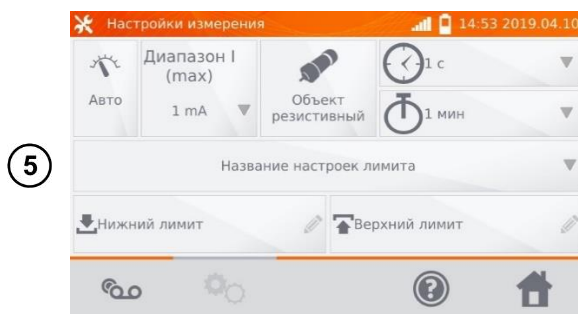 Настройки измерения
14:53 2019.04.10
Авто
Диапазон I
(max)
1 mA
Объект
резистивный
1 с
1 мин
5
Название настроек лимита
Нижний лимит
Верхний лимит
?